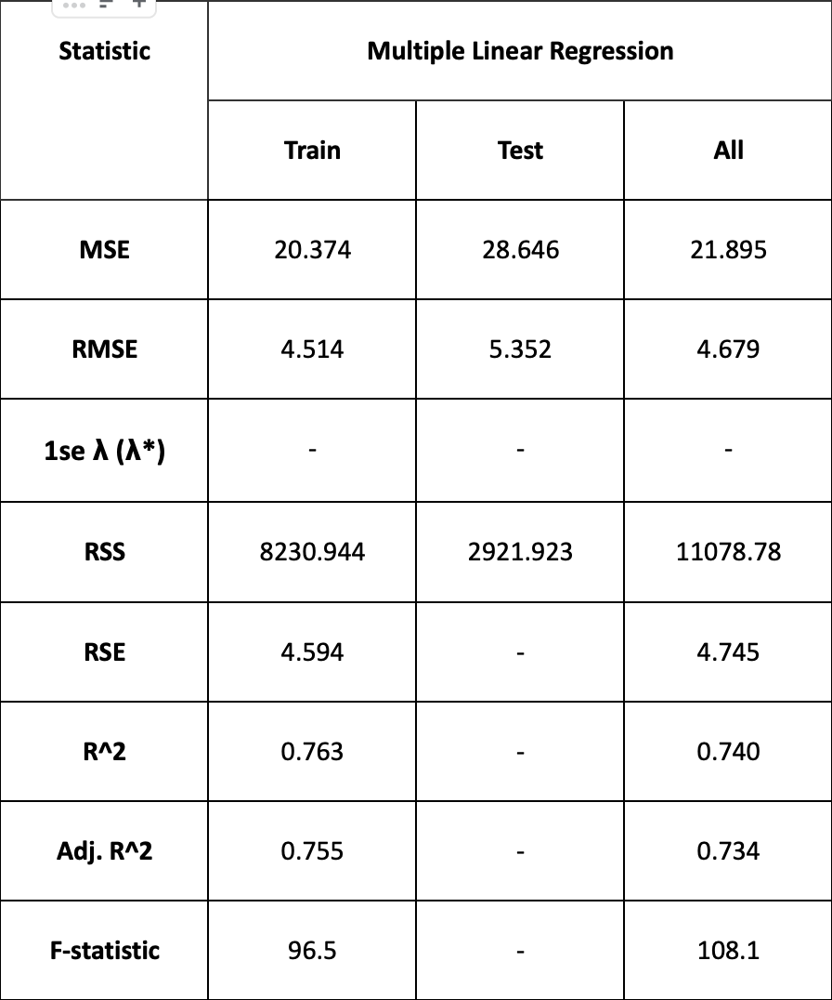 Statistic Multiple Linear Regression
Train Test All
MSE 20.374 28.646 21.895
RMSE 4.514 5.352 4.679
1se λ (λ*) - - -
RSS 8230.944 2921.923 11078.78
RSE 4.594 - 4.745
R^2 0.763 - 0.740
Adj. R^2 0.755 - 0.734
F-statistic 96.5 - 108.1